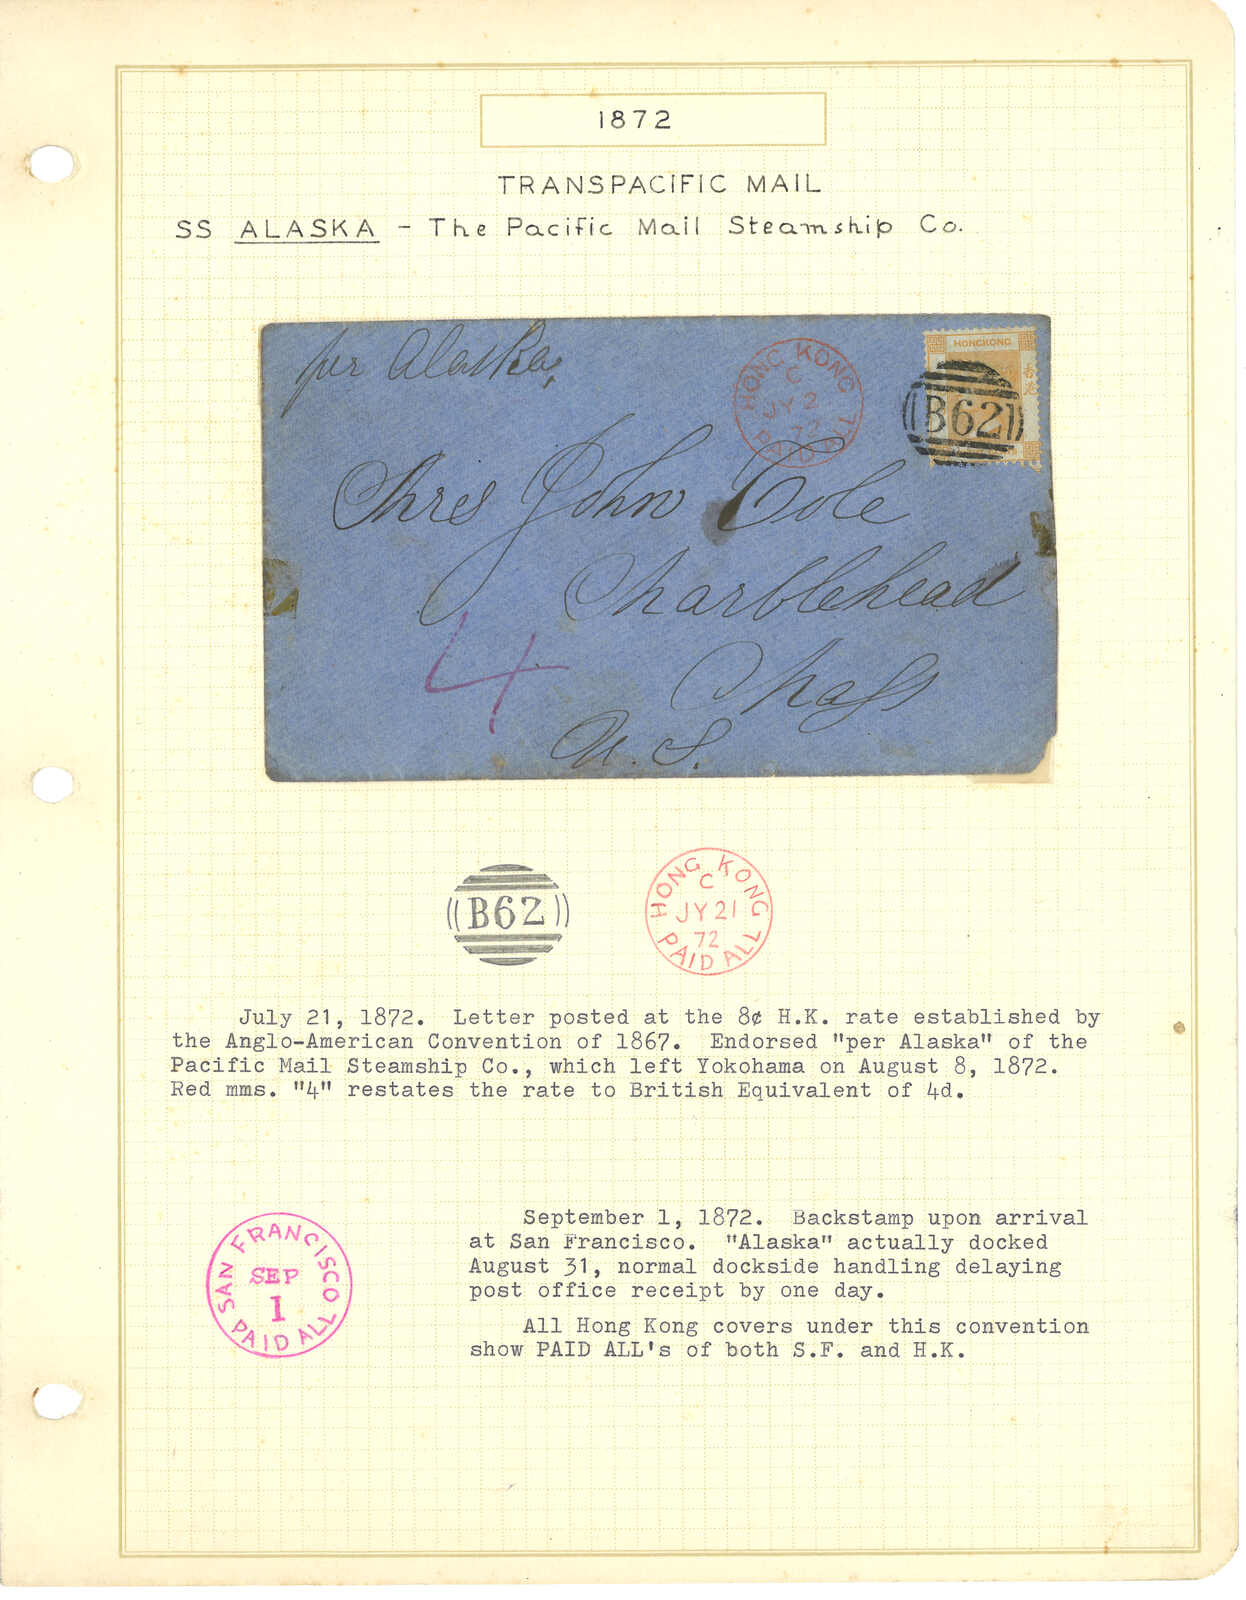 1872
TRANSPACIFIC MAIL
SS ALASKA - The Pacific Mail Steamship Co.
per Alaska,
HONG KONG
C
JY 2
72
PAID ALL
HONGKONG
香港
B62
Mrs John Cole
Marblehead
Mass
U. S.
4
B62
HONG KONG
C
JY 21
72
PAID ALL
July 21, 1872. Letter posted at the 8¢ H.K. rate established by
the Anglo-American Convention of 1867. Endorsed "per Alaska" of the
Pacific Mail Steamship Co., which left Yokohama on August 8, 1872.
Red mms. "4" restates the rate to British Equivalent of 4d.
SAN FRANCISCO
SEP
1
PAID ALL
September 1, 1872. Backstamp upon arrival
at San Francisco. "Alaska" actually docked
August 31, normal dockside handling delaying
post office receipt by one day.
All Hong Kong covers under this convention
show PAID ALL's of both S.F. and H.K.